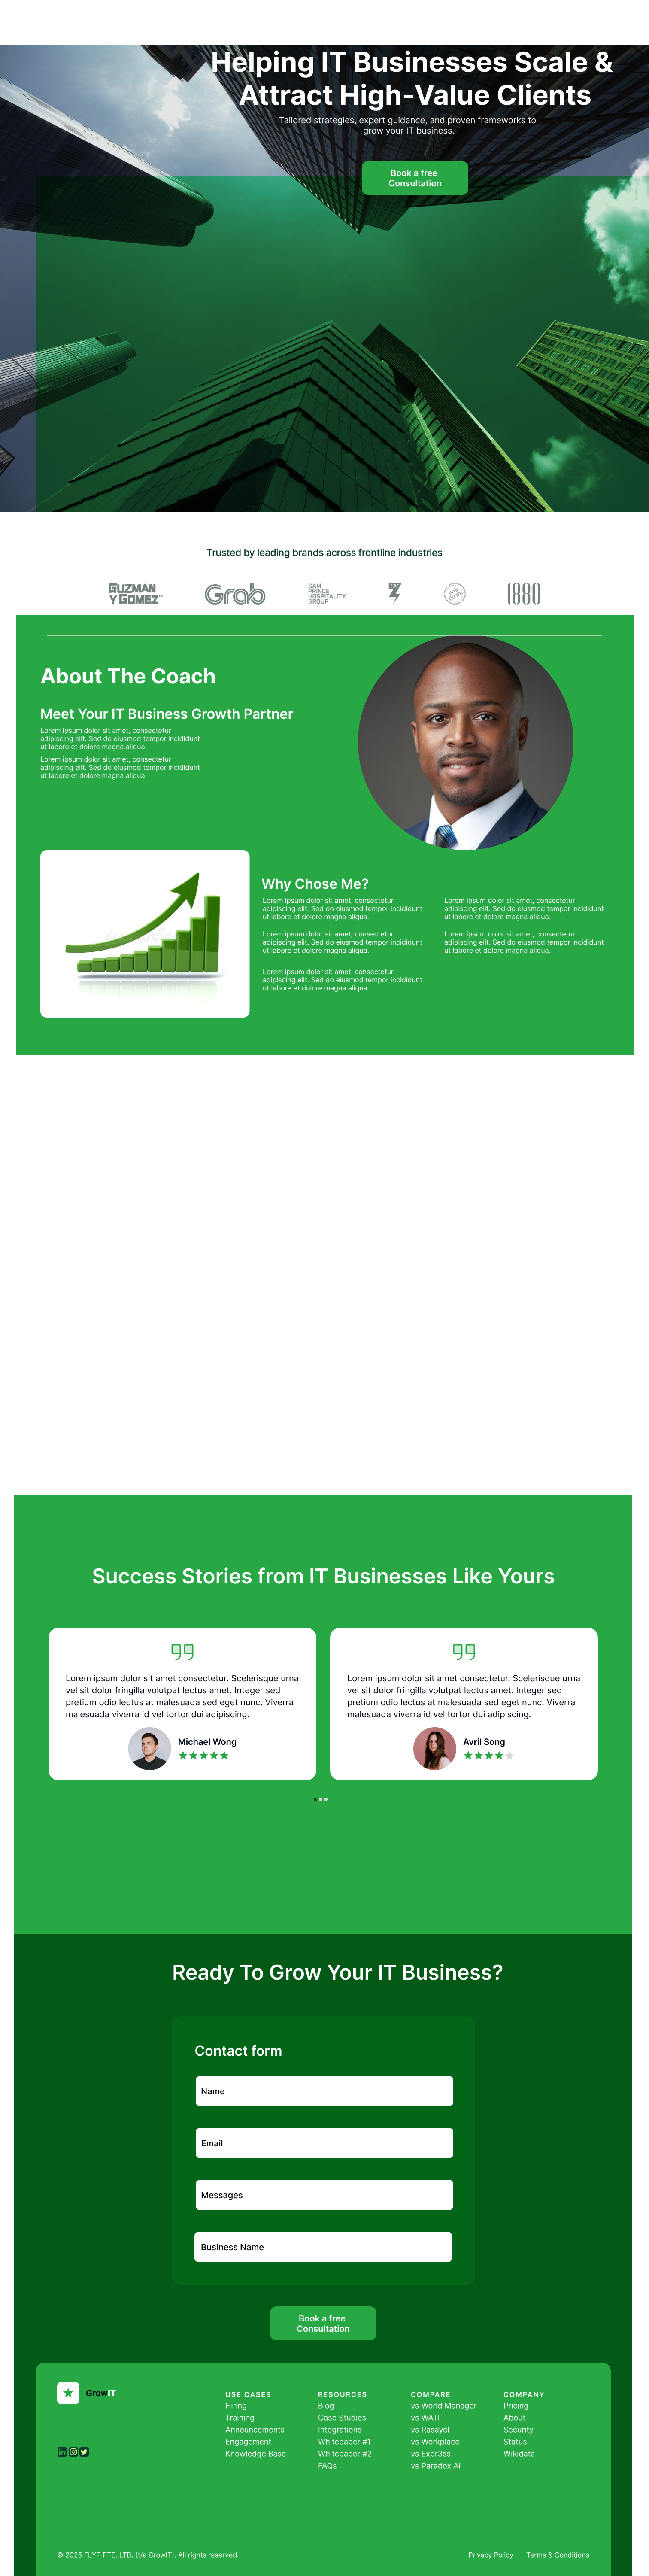 Helping IT Businesses Scale &
Attract High-Value Clients
Tailored strategies, expert guidance, and proven frameworks to
grow your IT business.
Book a free
Consultation
Trusted by leading brands across frontline industries
GUZMAN
Y GOMEZ™
Grab
SAM
PRINCE
HOSPITALITY
GROUP
1880
About The Coach
Meet Your IT Business Growth Partner
Lorem ipsum dolor sit amet, consectetur
adipiscing elit. Sed do eiusmod tempor incididunt
ut labore et dolore magna aliqua.
Lorem ipsum dolor sit amet, consectetur
adipiscing elit. Sed do eiusmod tempor incididunt
ut labore et dolore magna aliqua.
Why Chose Me?
Lorem ipsum dolor sit amet, consectetur
adipiscing elit. Sed do eiusmod tempor incididunt
ut labore et dolore magna aliqua.
Lorem ipsum dolor sit amet, consectetur
adipiscing elit. Sed do eiusmod tempor incididunt
ut labore et dolore magna aliqua.
Lorem ipsum dolor sit amet, consectetur
adipiscing elit. Sed do eiusmod tempor incididunt
ut labore et dolore magna aliqua.
Lorem ipsum dolor sit amet, consectetur
adipiscing elit. Sed do eiusmod tempor incididunt
ut labore et dolore magna aliqua.
Lorem ipsum dolor sit amet, consectetur
adipiscing elit. Sed do eiusmod tempor incididunt
ut labore et dolore magna aliqua.
Success Stories from IT Businesses Like Yours
Lorem ipsum dolor sit amet consectetur. Scelerisque urna
vel sit dolor fringilla volutpat lectus amet. Integer sed
pretium odio lectus at malesuada sed eget nunc. Viverra
malesuada viverra id vel tortor dui adipiscing.
Michael Wong
Lorem ipsum dolor sit amet consectetur. Scelerisque urna
vel sit dolor fringilla volutpat lectus amet. Integer sed
pretium odio lectus at malesuada sed eget nunc. Viverra
malesuada viverra id vel tortor dui adipiscing.
Avril Song
Ready To Grow Your IT Business?
Contact form
Name
Email
Messages
Business Name
Book a free
Consultation
GrowIT
USE CASES
Hiring
Training
Announcements
Engagement
Knowledge Base
RESOURCES
Blog
Case Studies
Integrations
Whitepaper #1
Whitepaper #2
FAQs
COMPARE
vs World Manager
vs WATI
vs Rasayel
vs Workplace
vs Expr3ss
vs Paradox AI
COMPANY
Pricing
About
Security
Status
Wikidata
© 2025 FLYP PTE. LTD. (t/a GrowIT). All rights reserved.
Privacy Policy
Terms & Conditions